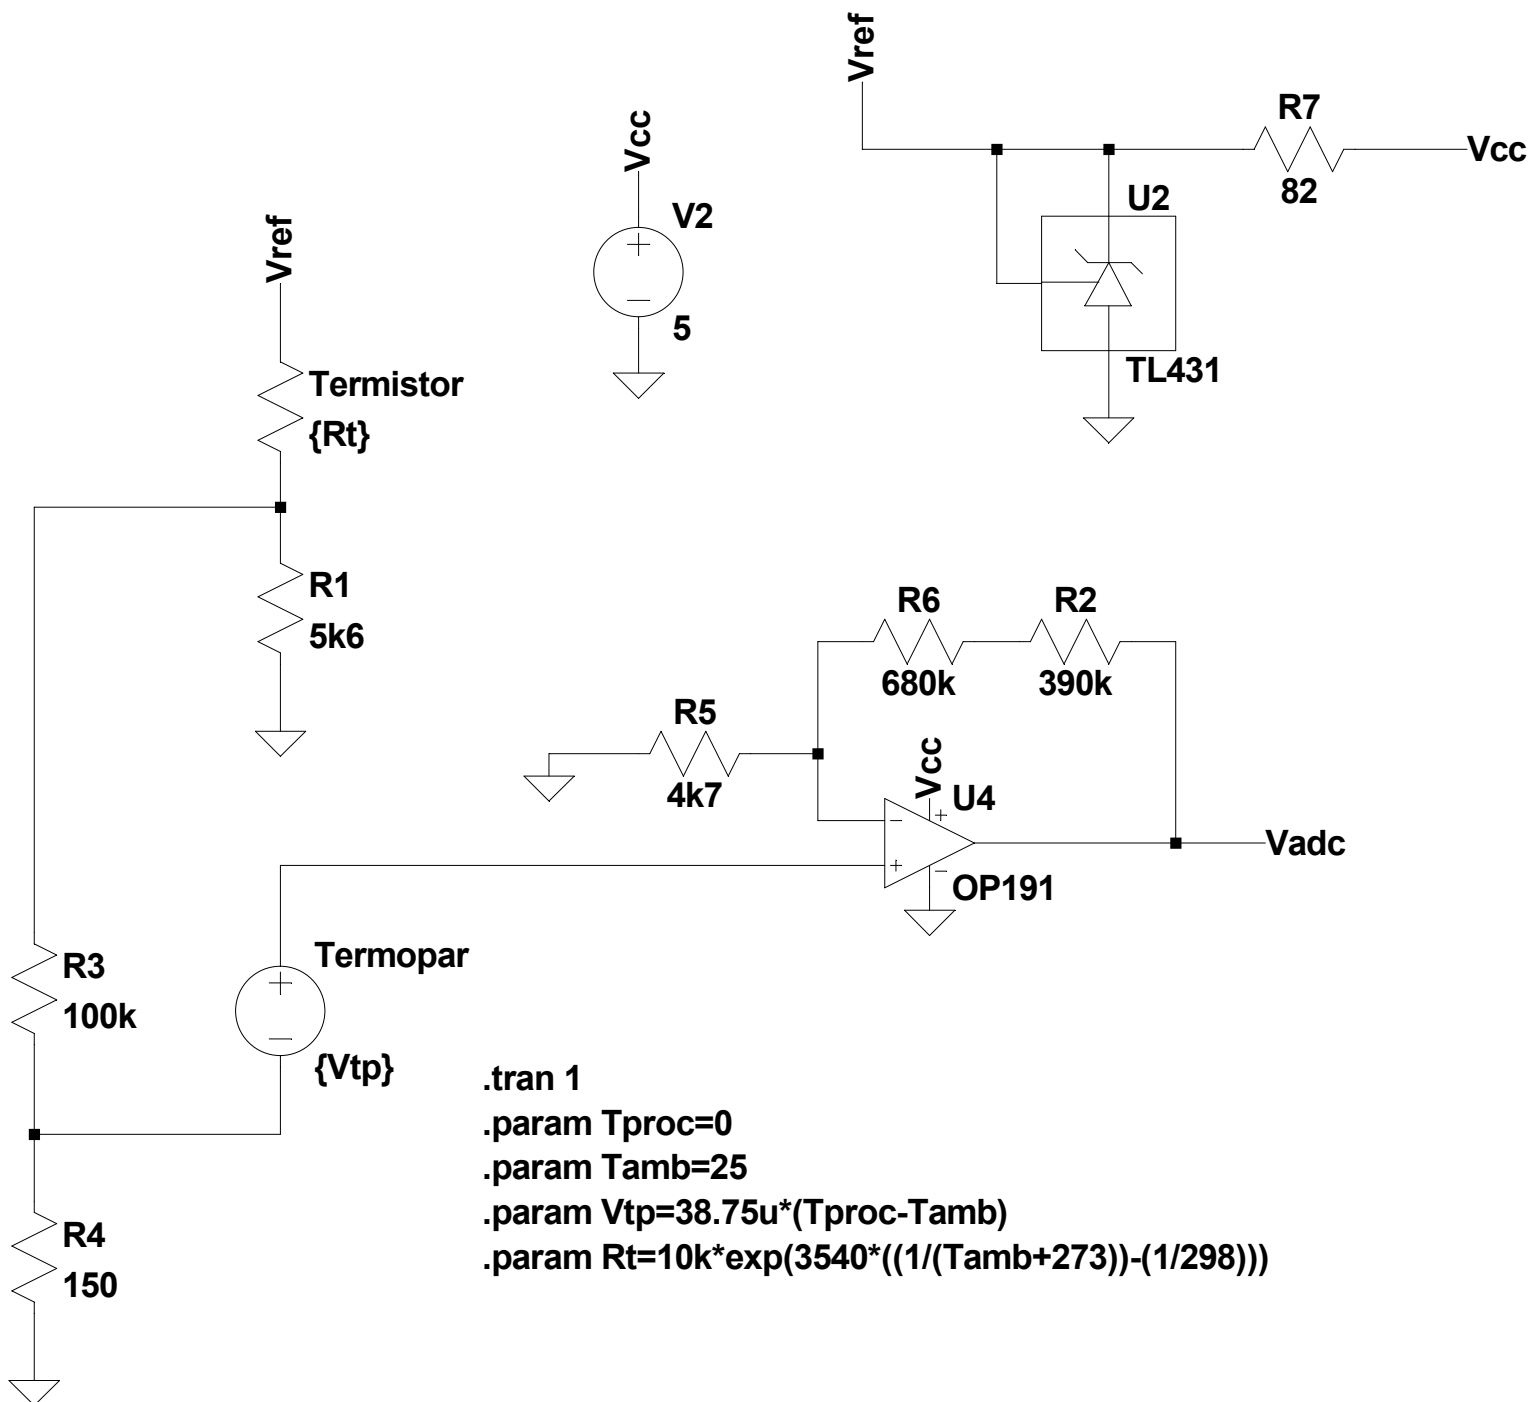 Vref
R7
Vcc
82
U2
TL431
Vcc
V2
5
Vref
Termistor
{Rt}
R1
5k6
R6
R2
680k
390k
R5
4k7
Vcc
U4
OP191
Vadc
R3
100k
Termopar
{Vtp}
R4
150
.tran 1
.param Tproc=0
.param Tamb=25
.param Vtp=38.75u*(Tproc-Tamb)
.param Rt=10k*exp(3540*((1/(Tamb+273))-(1/298)))